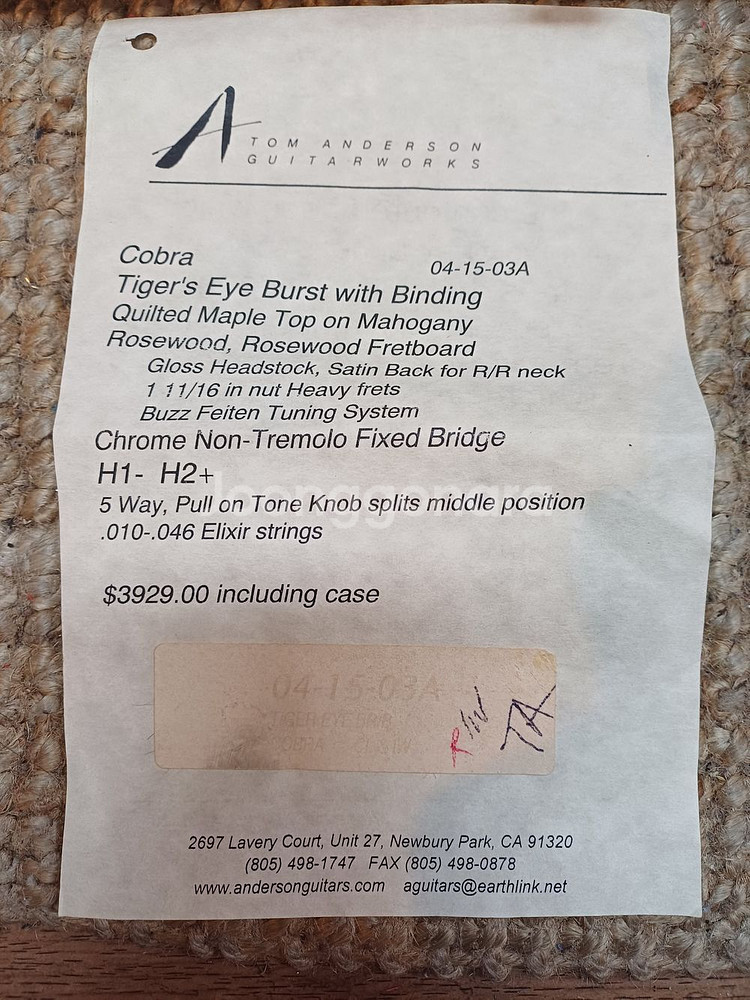 TOM ANDERSON
GUITARWORKS
Cobra
04-15-03A
Tiger's Eye Burst with Binding
Quilted Maple Top on Mahogany
Rosewood, Rosewood Fretboard
Gloss Headstock, Satin Back for R/R neck
1 11/16 in nut Heavy frets
Buzz Feiten Tuning System
Chrome Non-Tremolo Fixed Bridge
H1- H2+
5 Way, Pull on Tone Knob splits middle position
.010-.046 Elixir strings
$3929.00 including case
04-15-03A
TA
2697 Lavery Court, Unit 27, Newbury Park, CA 91320
(805) 498-1747 FAX (805) 498-0878
www.andersonguitars.com aguitars@earthlink.net